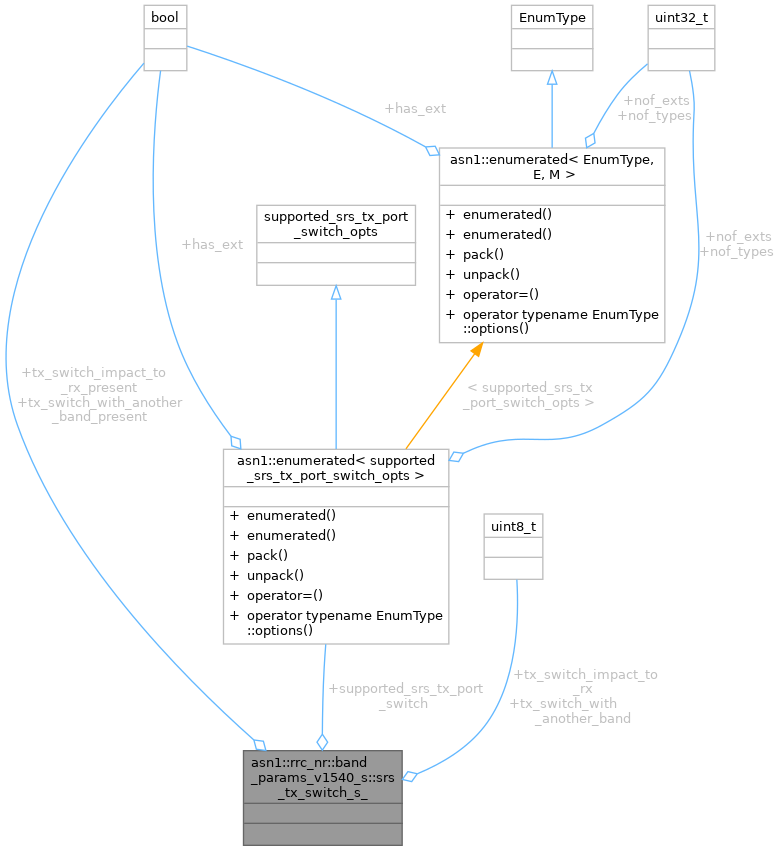 bool
EnumType
uint32_t
+has_ext
+nof_exts
+nof_types
asn1::enumerated< EnumType,
E, M >
+ enumerated()
+ enumerated()
+ pack()
+ unpack()
+ operator=()
+ operator typename EnumType
::options()
supported_srs_tx_port
_switch_opts
+has_ext
+nof_exts
+nof_types
+tx_switch_impact_to
_rx_present
+tx_switch_with_another
_band_present
< supported_srs_tx
_port_switch_opts >
asn1::enumerated< supported
_srs_tx_port_switch_opts >
+ enumerated()
+ enumerated()
+ pack()
+ unpack()
+ operator=()
+ operator typename EnumType
::options()
uint8_t
+supported_srs_tx_port
_switch
+tx_switch_impact_to
_rx
+tx_switch_with
_another_band
asn1::rrc_nr::band
_params_v1540_s::srs
_tx_switch_s_